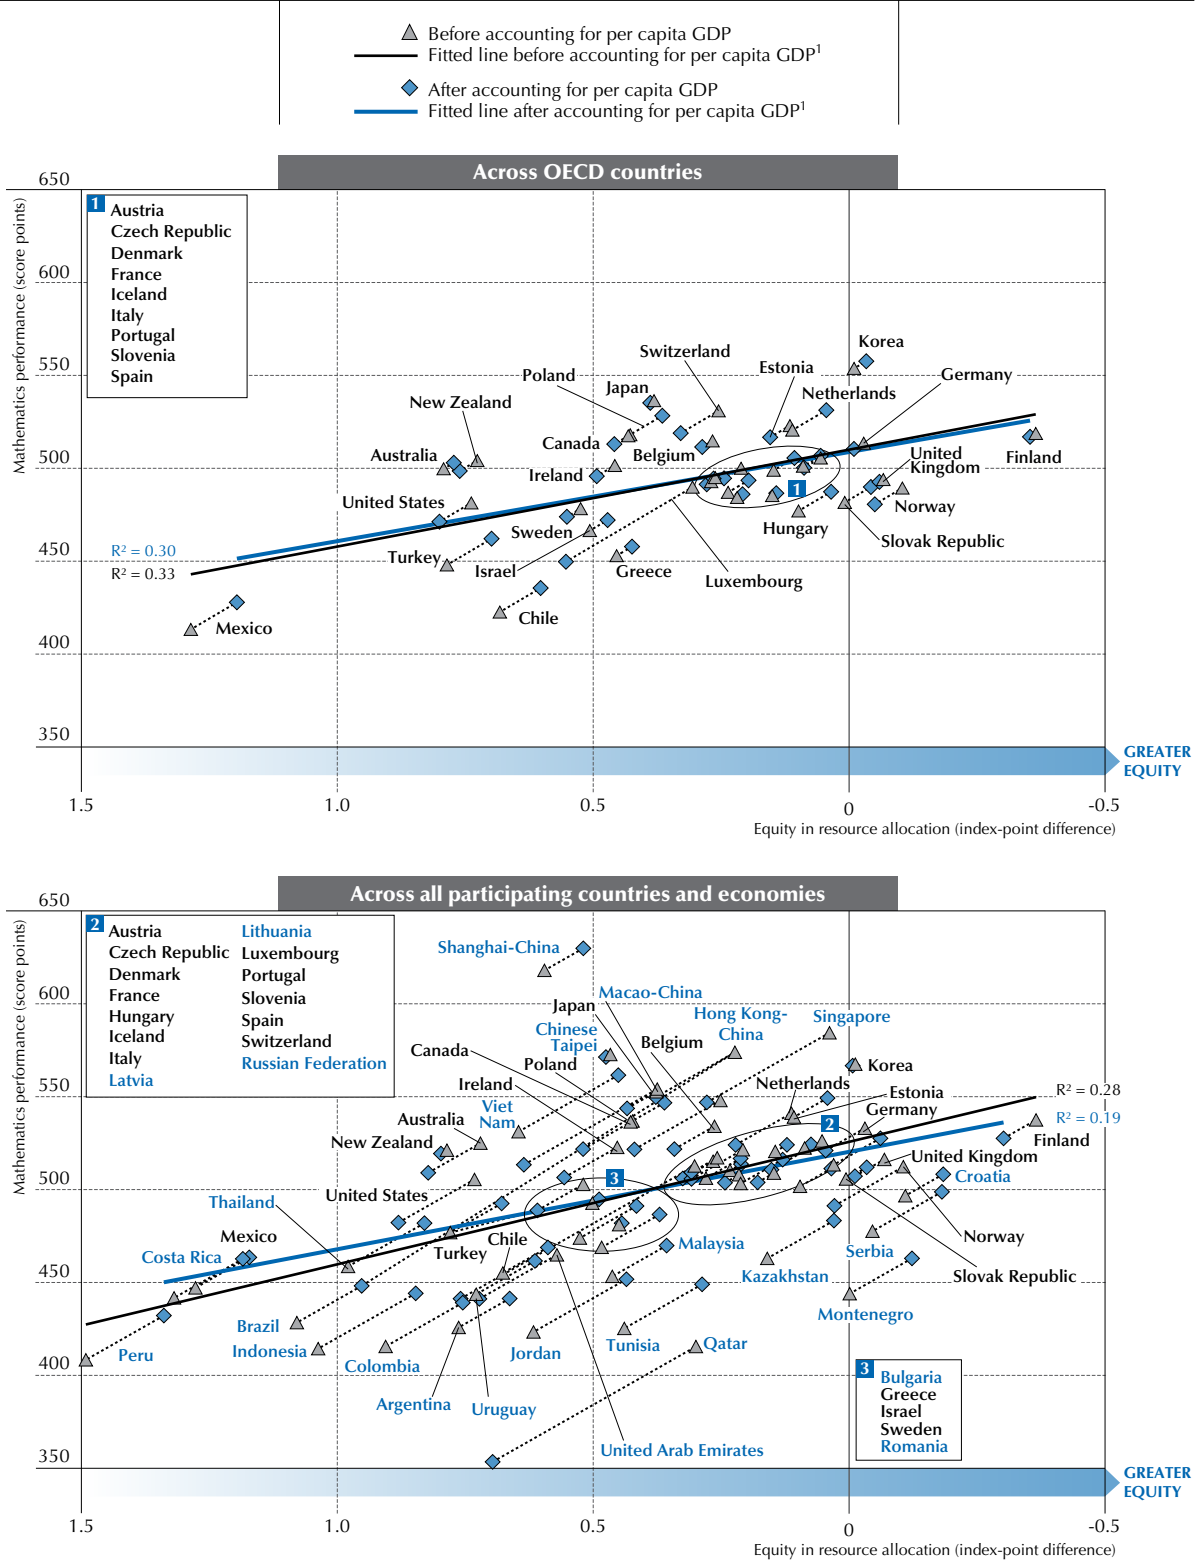 Before accounting for per capita GDP
Fitted line before accounting for per capita GDP¹
After accounting for per capita GDP
Fitted line after accounting for per capita GDP¹
Across OECD countries
Mathematics performance (score points)
650
600
550
500
450
400
350
1
Austria
Czech Republic
Denmark
France
Iceland
Italy
Portugal
Slovenia
Spain
Korea
Switzerland
Estonia
Germany
Poland
Japan
Netherlands
New Zealand
Canada
Australia
Belgium
United
Kingdom
Finland
Ireland
1
United States
Norway
Hungary
Sweden
Slovak Republic
R² = 0.30
Turkey
R² = 0.33
Israel
Greece
Luxembourg
Chile
Mexico
GREATER
EQUITY
1.5
1.0
0.5
0
-0.5
Equity in resource allocation (index-point difference)
Across all participating countries and economies
Mathematics performance (score points)
650
600
550
500
450
400
350
2
Austria
Czech Republic
Denmark
France
Hungary
Iceland
Italy
Latvia
Lithuania
Luxembourg
Portugal
Slovenia
Spain
Switzerland
Russian Federation
Shanghai-China
Macao-China
Japan
Hong Kong-
China
Singapore
Chinese
Taipei
Belgium
Canada
Poland
Korea
Ireland
Netherlands
Estonia
R² = 0.28
Viet
Nam
Germany
R² = 0.19
Australia
2
Finland
New Zealand
United Kingdom
3
Croatia
United States
Thailand
Mexico
Chile
Norway
Costa Rica
Turkey
Malaysia
Serbia
Kazakhstan
Slovak Republic
Montenegro
Brazil
Indonesia
Peru
Colombia
Jordan
Tunisia
Qatar
Argentina
Uruguay
United Arab Emirates
3
Bulgaria
Greece
Israel
Sweden
Romania
GREATER
EQUITY
1.5
1.0
0.5
0
-0.5
Equity in resource allocation (index-point difference)